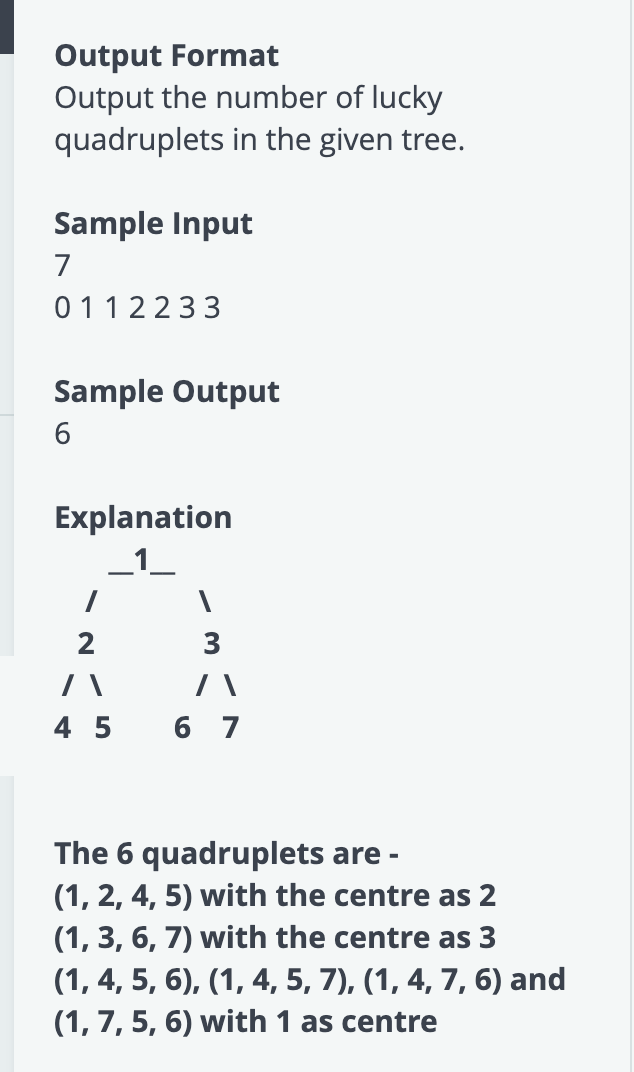 Output Format
Output the number of lucky
quadruplets in the given tree.
Sample Input
7
0 1 1 2 2 3 3
Sample Output
6
Explanation
__1__
/ \
2 3
/ \ / \
4 5 6 7
The 6 quadruplets are -
(1, 2, 4, 5) with the centre as 2
(1, 3, 6, 7) with the centre as 3
(1, 4, 5, 6), (1, 4, 5, 7), (1, 4, 7, 6) and
(1, 7, 5, 6) with 1 as centre